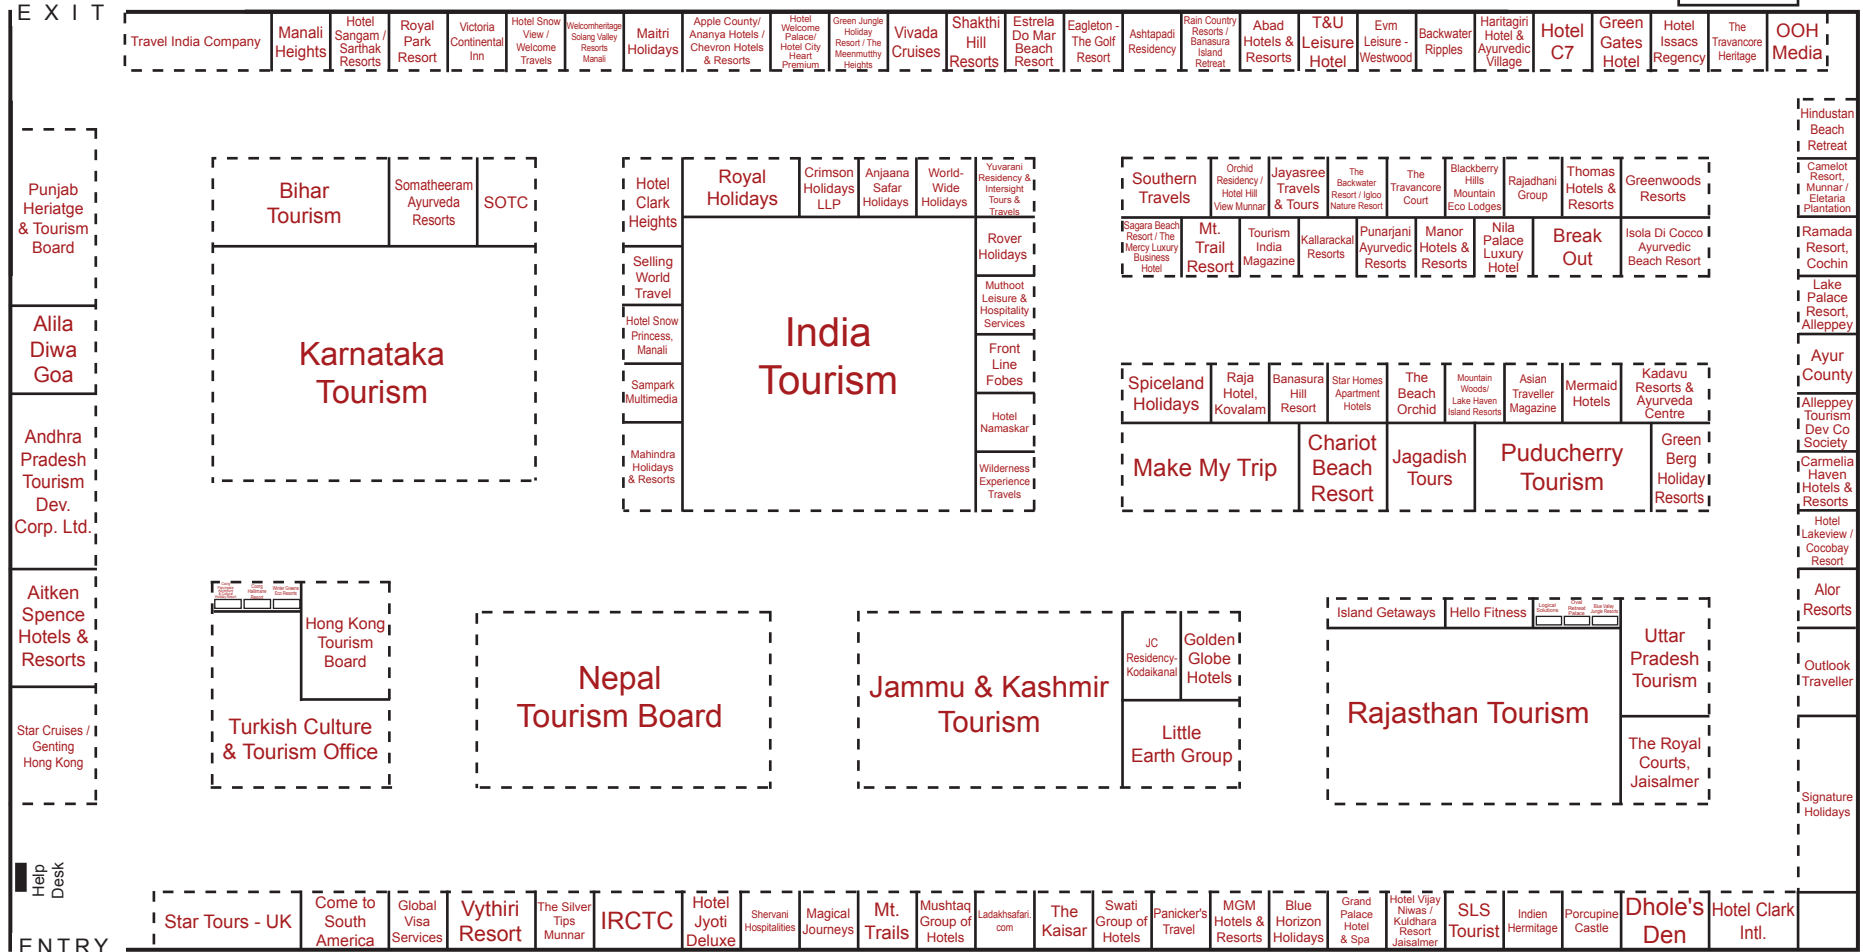 EXIT
Travel India Company
Manali
Heights
Hotel
Sangam /
Sarthak
Resorts
Royal
Park
Resort
Victoria
Continental
Inn
Hotel Snow
View /
Welcome
Travels
Welcomheritage
Solang Valley
Resorts
Manali
Maitri
Holidays
Apple County/
Ananya Hotels /
Chevron Hotels
& Resorts
Hotel
Welcome
Palace/
Hotel City
Heart
Premium
Green Jungle
Holiday
Resort / The
Meenmutthy
Heights
Vivada
Cruises
Shakthi
Hill
Resorts
Estrela
Do Mar
Beach
Resort
Eagleton -
The Golf
Resort
Ashtapadi
Residency
Rain Country
Resorts /
Banasura
Island
Retreat
Abad
Hotels &
Resorts
T&U
Leisure
Hotel
Evm
Leisure -
Westwood
Backwater
Ripples
Haritagiri
Hotel &
Ayurvedic
Village
Hotel
C7
Green
Gates
Hotel
Hotel
Issacs
Regency
The
Travancore
Heritage
OOH
Media
Punjab
Heriatge
& Tourism
Board
Alila
Diwa
Goa
Andhra
Pradesh
Tourism
Dev.
Corp. Ltd.
Aitken
Spence
Hotels &
Resorts
Star Cruises /
Genting
Hong Kong
Help
Desk
Bihar
Tourism
Somatheeram
Ayurveda
Resorts
SOTC
Karnataka
Tourism
Hotel
Clark
Heights
Selling
World
Travel
Hotel Snow
Princess,
Manali
Sampark
Multimedia
Mahindra
Holidays
& Resorts
Royal
Holidays
Crimson
Holidays
LLP
Anjaana
Safar
Holidays
World-
Wide
Holidays
Yuvarani
Residency &
Intersight
Tours &
Travels
India
Tourism
Rover
Holidays
Muthoot
Leisure &
Hospitality
Services
Front
Line
Fobes
Hotel
Namaskar
Wilderness
Experience
Travels
Southern
Travels
Orchid
Residency /
Hotel Hill
View Munnar
Jayasree
Travels
& Tours
The
Backwater
Resort / Igloo
Nature Resort
The
Travancore
Court
Blackberry
Hills
Mountain
Eco Lodges
Rajadhani
Group
Thomas
Hotels &
Resorts
Greenwoods
Resorts
Sagara Beach
Resort / The
Mercy Luxury
Business
Hotel
Mt.
Trail
Resort
Tourism
India
Magazine
Kallarackal
Resorts
Punarjani
Ayurvedic
Resorts
Manor
Hotels &
Resorts
Nila
Palace
Luxury
Hotel
Break
Out
Isola Di Cocco
Ayurvedic
Beach Resort
Spiceland
Holidays
Raja
Hotel,
Kovalam
Banasura
Hill
Resort
Star Homes
Apartment
Hotels
The
Beach
Orchid
Mountain
Woods/
Lake Haven
Island Resorts
Asian
Traveller
Magazine
Mermaid
Hotels
Kadavu
Resorts &
Ayurveda
Centre
Make My Trip
Chariot
Beach
Resort
Jagadish
Tours
Puducherry
Tourism
Green
Berg
Holiday
Resorts
Hindustan
Beach
Retreat
Camelot
Resort,
Munnar /
Eletaria
Plantation
Ramada
Resort,
Cochin
Lake
Palace
Resort,
Alleppey
Ayur
County
Alleppey
Tourism
Dev Co
Society
Carmelia
Haven
Hotels &
Resorts
Hotel
Lakeview /
Cocobay
Resort
Alor
Resorts
Outlook
Traveller
Signature
Holidays
Winter Greens
Eco Resorts
Hong Kong
Tourism
Board
Turkish Culture
& Tourism Office
Nepal
Tourism Board
Jammu & Kashmir
Tourism
JC
Residency-
Kodaikanal
Golden
Globe
Hotels
Little
Earth Group
Island Getaways
Hello Fitness
Logical
Solutions
Oval
Retreat
Palace
Blue Valley
Jungle Resorts
Rajasthan Tourism
Uttar
Pradesh
Tourism
The Royal
Courts,
Jaisalmer
ENTRY
Star Tours - UK
Come to
South
America
Global
Visa
Services
Vythiri
Resort
The Silver
Tips
Munnar
IRCTC
Hotel
Jyoti
Deluxe
Shervani
Hospitalities
Magical
Journeys
Mt.
Trails
Mushtaq
Group of
Hotels
Ladakhsafari.
com
The
Kaisar
Swati
Group of
Hotels
Panicker's
Travel
MGM
Hotels &
Resorts
Blue
Horizon
Holidays
Grand
Palace
Hotel
& Spa
Hotel Vijay
Niwas /
Kuldhara
Resort
Jaisalmer
SLS
Tourist
Indien
Hermitage
Porcupine
Castle
Dhole's
Den
Hotel Clark
Intl.